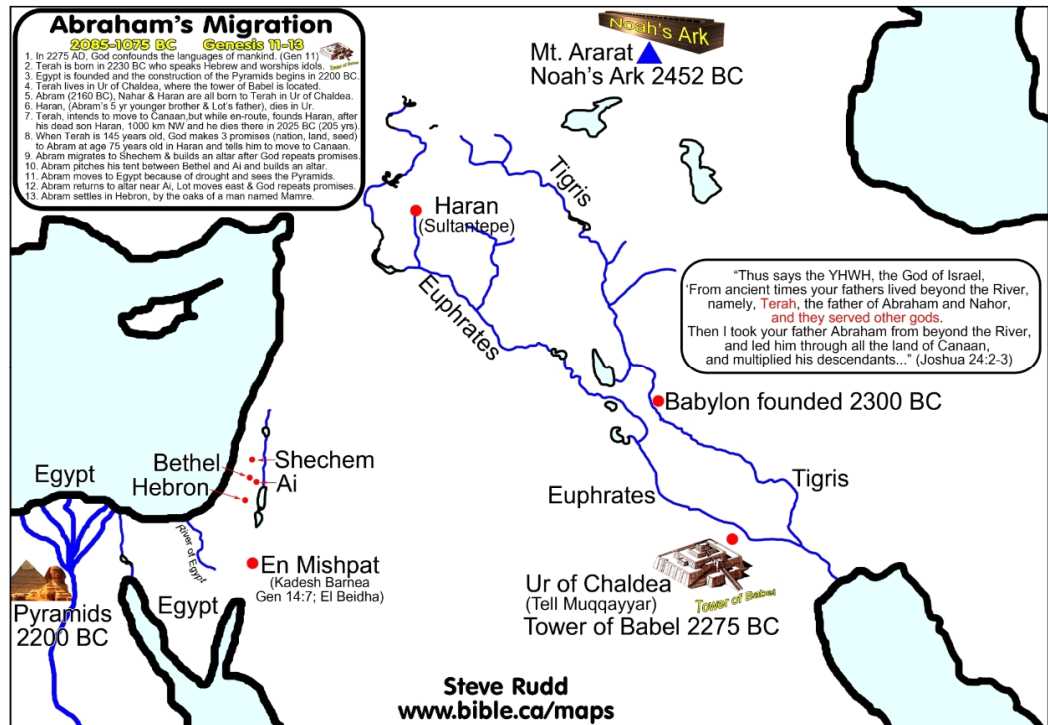 Abraham's Migration
2085-1075 BC Genesis 11-13
1. In 2275 AD, God confounds the languages of mankind. (Gen 11)
2. Terah is born in 2230 BC who speaks Hebrew and worships idols.
Tower of Babel
3. Egypt is founded and the construction of the Pyramids begins in 2200 BC.
4. Terah lives in Ur of Chaldea, where the tower of Babel is located.
5. Abram (2160 BC), Nahar & Haran are all born to Terah in Ur of Chaldea.
6. Haran, (Abram's 5 yr younger brother & Lot's father), dies in Ur.
7. Terah, intends to move to Canaan,but while en-route, founds Haran, after
his dead son Haran, 1000 km NW and he dies there in 2025 BC (205 yrs).
8. When Terah is 145 years old, God makes 3 promises (nation, land, seed)
to Abram at age 75 years old in Haran and tells him to move to Canaan.
9. Abram migrates to Shechem & builds an altar after God repeats promises.
10. Abram pitches his tent between Bethel and Ai and builds an altar.
11. Abram moves to Egypt because of drought and sees the Pyramids.
12. Abram returns to altar near Ai, Lot moves east & God repeats promises.
13. Abram settles in Hebron, by the oaks of a man named Mamre.
Noah's Ark
Mt. Ararat
Noah's Ark 2452 BC
Tigris
Haran
(Sultantepe)
Euphrates
"Thus says the YHWH, the God of Israel,
'From ancient times your fathers lived beyond the River,
namely, Terah, the father of Abraham and Nahor,
and they served other gods.
Then I took your father Abraham from beyond the River,
and led him through all the land of Canaan,
and multiplied his descendants..." (Joshua 24:2-3)
Babylon founded 2300 BC
Shechem
Bethel
Ai
Hebron
Egypt
Tigris
Euphrates
River of Egypt
En Mishpat
(Kadesh Barnea
Gen 14:7; El Beidha)
Egypt
Pyramids
2200 BC
Ur of Chaldea
(Tell Muqqayyar)
Tower of Babel
Tower of Babel 2275 BC
Steve Rudd
www.bible.ca/maps